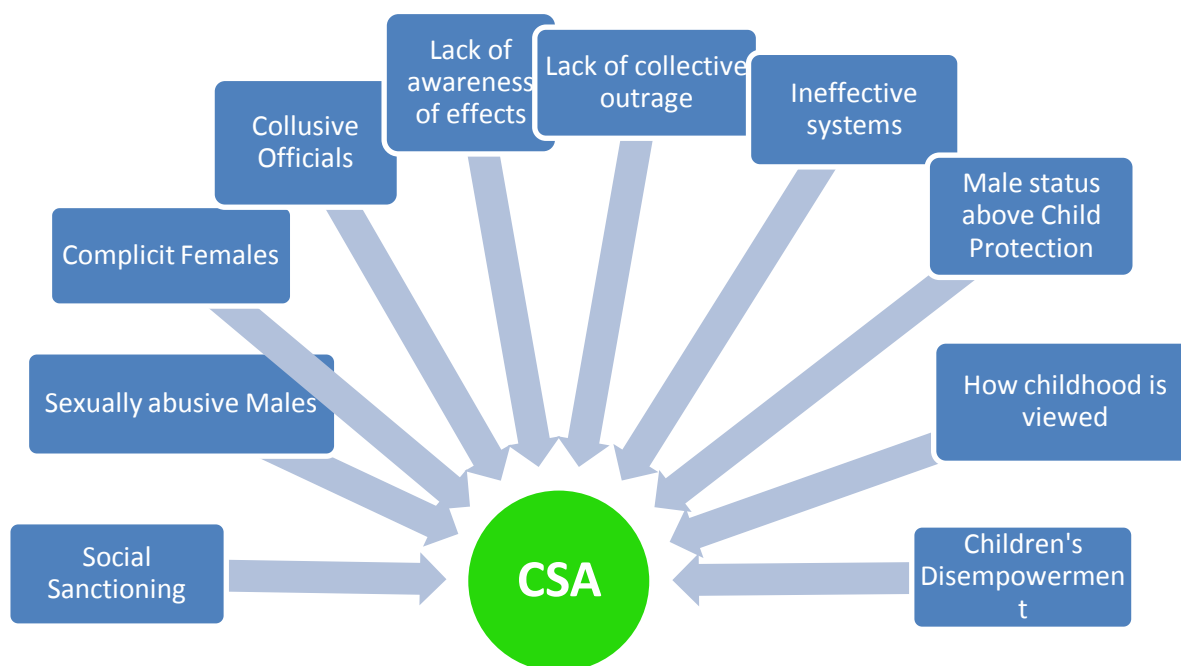 Lack of
awareness
of effects
Lack of collective
outrage
Ineffective
systems
Collusive
Officials
Male status
above Child
Protection
Complicit Females
How childhood is
viewed
Sexually abusive Males
Social
Sanctioning
CSA
Children's
Disempowermen
t